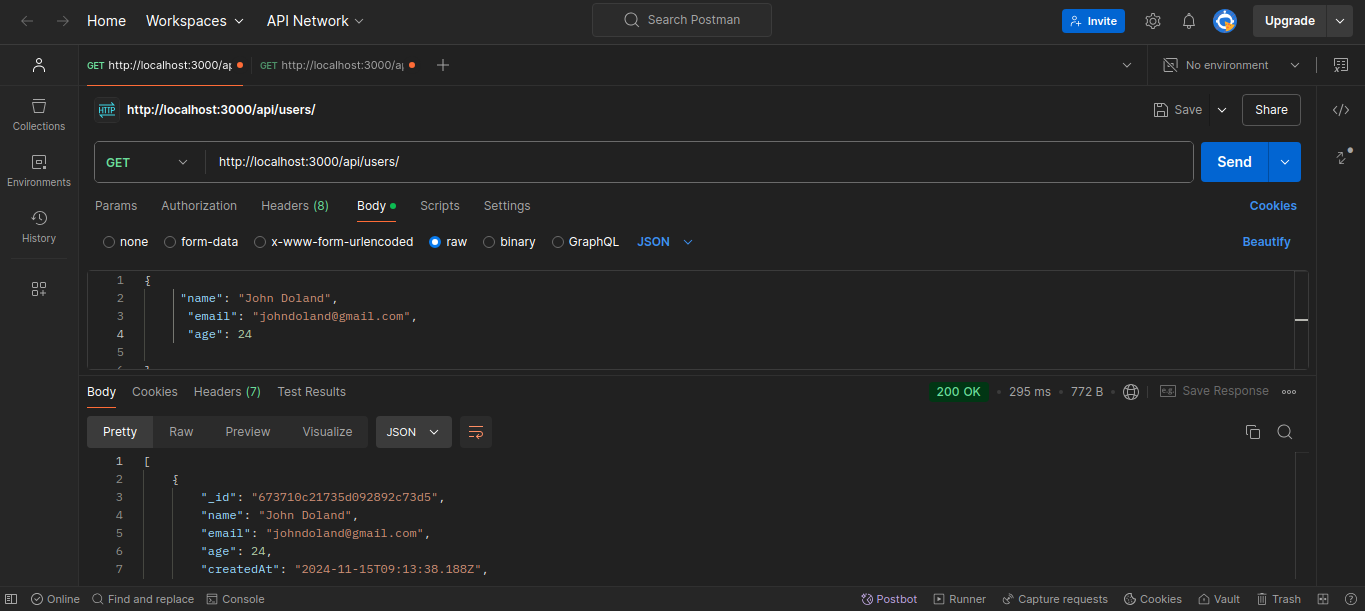 Home Workspaces API Network Search Postman Invite Upgrade
GET http://localhost:3000/ap GET http://localhost:3000/a No environment
HTTP http://localhost:3000/api/users/ Save Share
Collections
GET http://localhost:3000/api/users/ Send
Environments
Params Authorization Headers (8) Body Scripts Settings Cookies
History
none form-data x-www-form-urlencoded raw binary GraphQL JSON Beautify
1 {
2 "name": "John Doland",
3 "email": "johndoland@gmail.com",
4 "age": 24
5
Body Cookies Headers (7) Test Results 200 OK 295 ms 772 B e.g. Save Response
Pretty Raw Preview Visualize JSON
1 [
2 {
3 "_id": "673710c21735d092892c73d5",
4 "name": "John Doland",
5 "email": "johndoland@gmail.com",
6 "age": 24,
7 "createdAt": "2024-11-15T09:13:38.188Z",
Online Find and replace Console Postbot Runner Capture requests Cookies Vault Trash